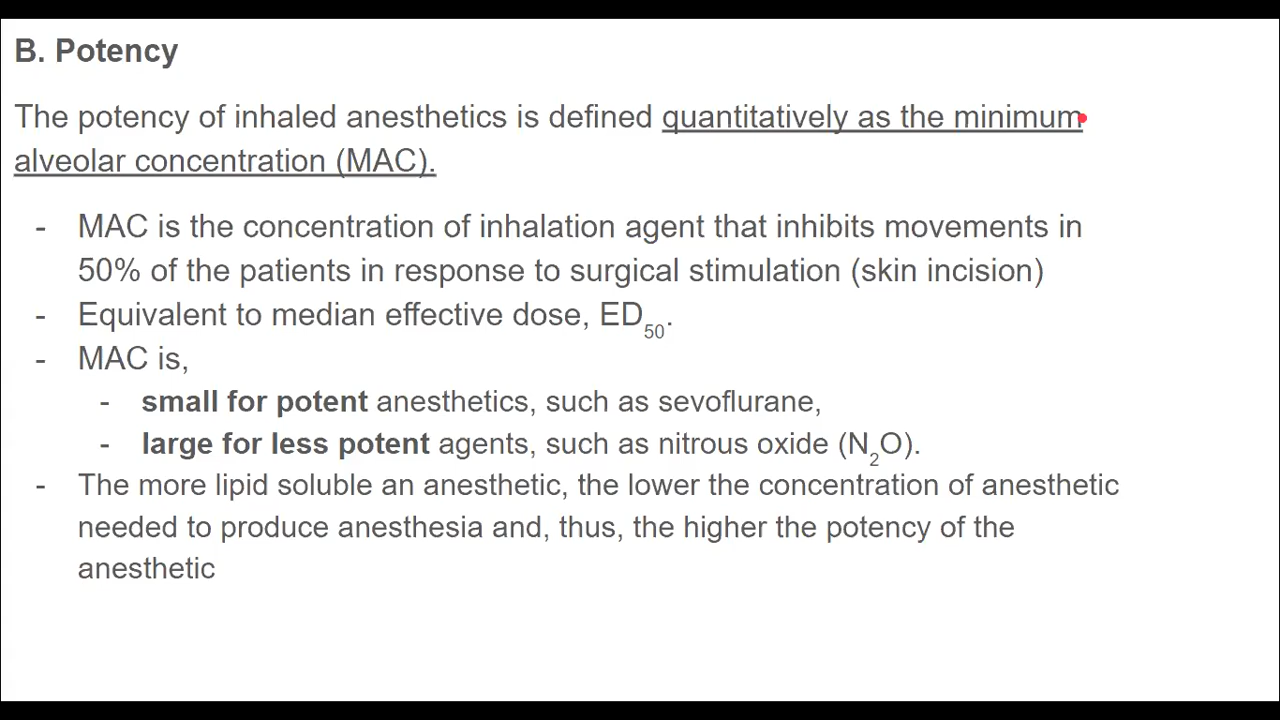 B. Potency
The potency of inhaled anesthetics is defined quantitatively as the minimum
alveolar concentration (MAC).
- MAC is the concentration of inhalation agent that inhibits movements in
50% of the patients in response to surgical stimulation (skin incision)
- Equivalent to median effective dose, ED50.
- MAC is,
- small for potent anesthetics, such as sevoflurane,
- large for less potent agents, such as nitrous oxide (N2O).
- The more lipid soluble an anesthetic, the lower the concentration of anesthetic
needed to produce anesthesia and, thus, the higher the potency of the
anesthetic